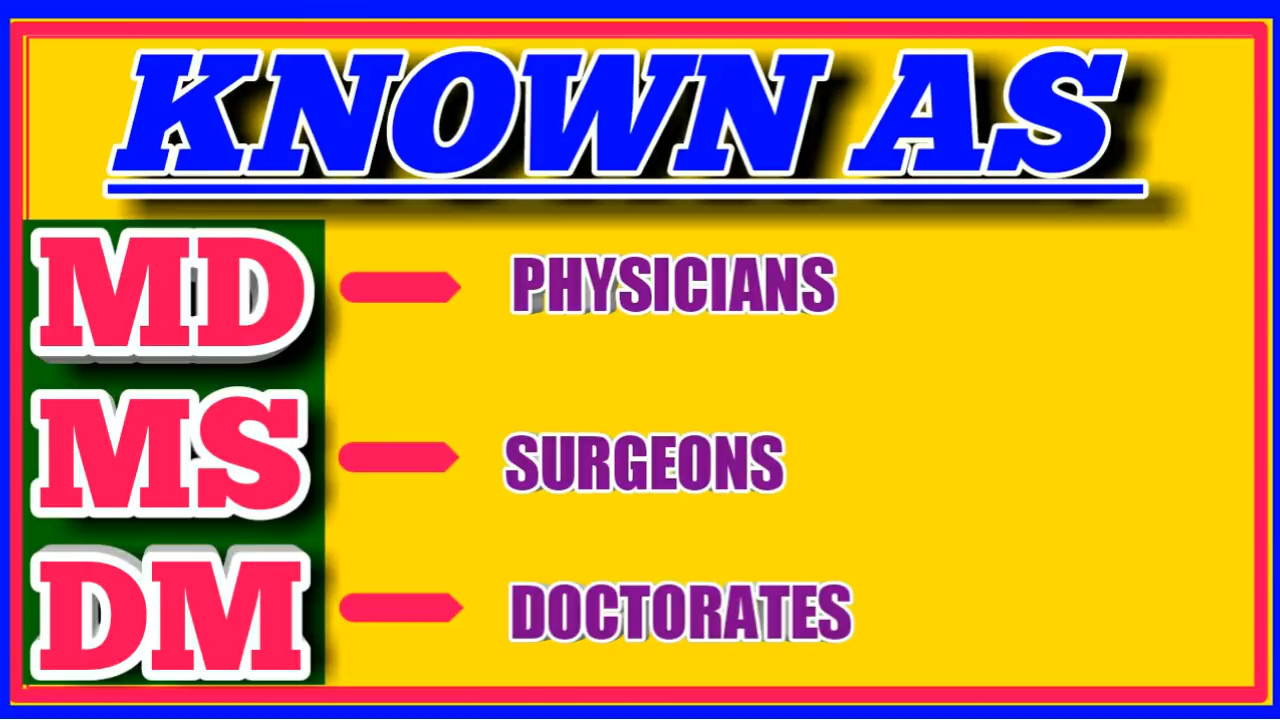 KNOWN AS
MD PHYSICIANS
MS SURGEONS
DM DOCTORATES